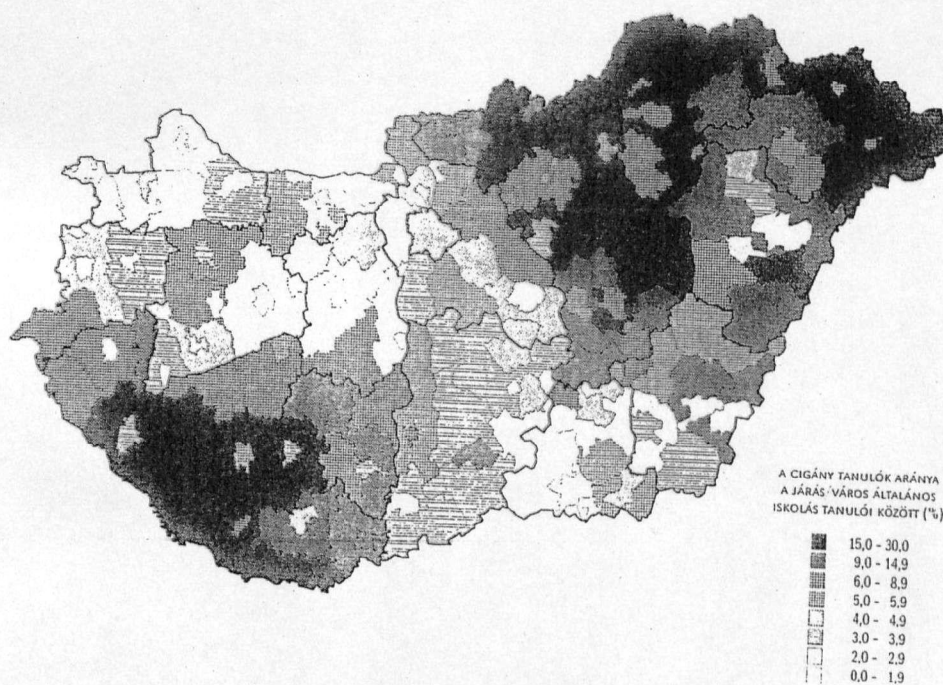 A CIGÁNY TANULÓK ARÁNYA
A JÁRÁS-VÁROS ÁLTALÁNOS
ISKOLÁS TANULÓI KÖZÖTT (%)
15,0 - 30,0
9,0 - 14,9
6,0 - 8,9
5,0 - 5,9
4,0 - 4,9
3,0 - 3,9
2,0 - 2,9
0,0 - 1,9